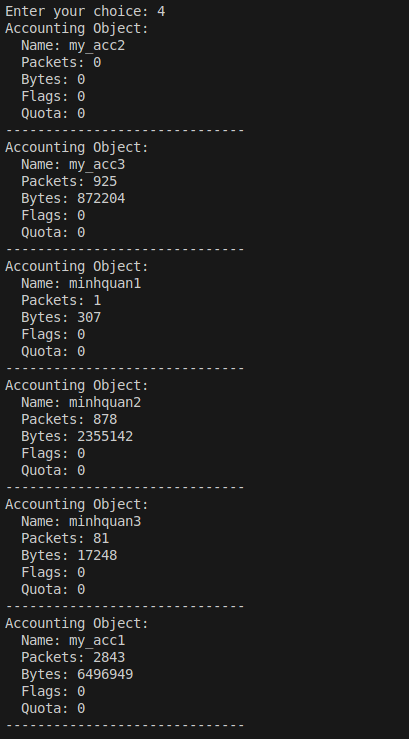 Enter your choice: 4
Accounting Object:
  Name: my_acc2
  Packets: 0
  Bytes: 0
  Flags: 0
  Quota: 0
------------------------------
Accounting Object:
  Name: my_acc3
  Packets: 925
  Bytes: 872204
  Flags: 0
  Quota: 0
------------------------------
Accounting Object:
  Name: minhquan1
  Packets: 1
  Bytes: 307
  Flags: 0
  Quota: 0
------------------------------
Accounting Object:
  Name: minhquan2
  Packets: 878
  Bytes: 2355142
  Flags: 0
  Quota: 0
------------------------------
Accounting Object:
  Name: minhquan3
  Packets: 81
  Bytes: 17248
  Flags: 0
  Quota: 0
------------------------------
Accounting Object:
  Name: my_acc1
  Packets: 2843
  Bytes: 6496949
  Flags: 0
  Quota: 0
------------------------------